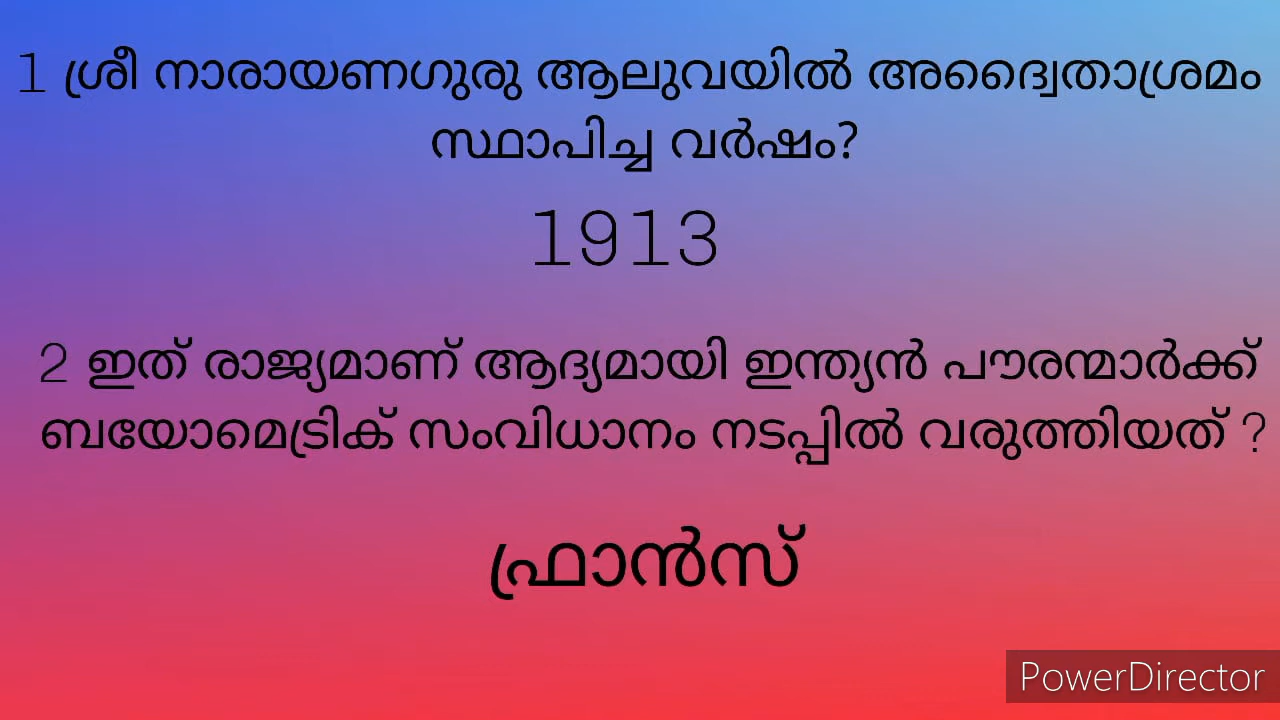 1 ശ്രീ നാരായണഗുരു ആലുവയിൽ അദ്വൈതാശ്രമം
സ്ഥാപിച്ച വർഷം?
1913
2 ഇത് രാജ്യമാണ് ആദ്യമായി ഇന്ത്യൻ പൗരന്മാർക്ക്
ബയോമെട്രിക് സംവിധാനം നടപ്പിൽ വരുത്തിയത് ?
ഫ്രാൻസ്
PowerDirector